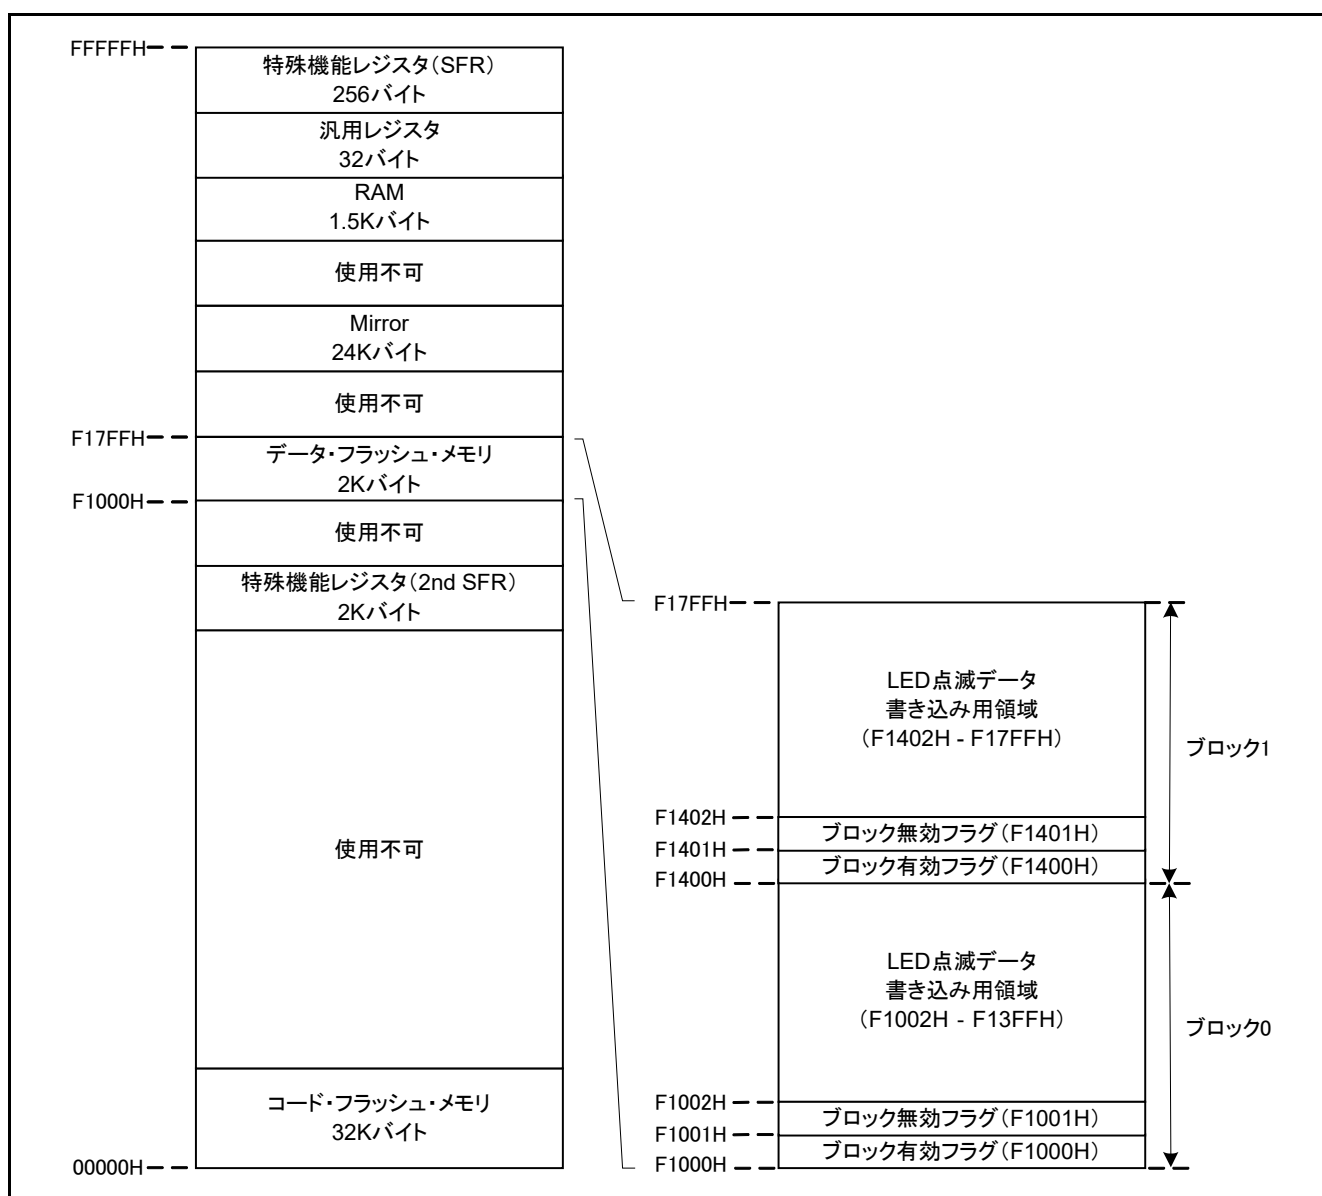 FFFFFH
特殊機能レジスタ(SFR)
256バイト
汎用レジスタ
32バイト
RAM
1.5Kバイト
使用不可
Mirror
24Kバイト
使用不可
F17FFH
データ・フラッシュ・メモリ
2Kバイト
F1000H
使用不可
特殊機能レジスタ(2nd SFR)
2Kバイト
使用不可
コード・フラッシュ・メモリ
32Kバイト
00000H
F17FFH
LED点滅データ
書き込み用領域
(F1402H - F17FFH)
ブロック1
F1402H
ブロック無効フラグ(F1401H)
F1401H
ブロック有効フラグ(F1400H)
F1400H
LED点滅データ
書き込み用領域
(F1002H - F13FFH)
ブロック0
F1002H
ブロック無効フラグ(F1001H)
F1001H
ブロック有効フラグ(F1000H)
F1000H